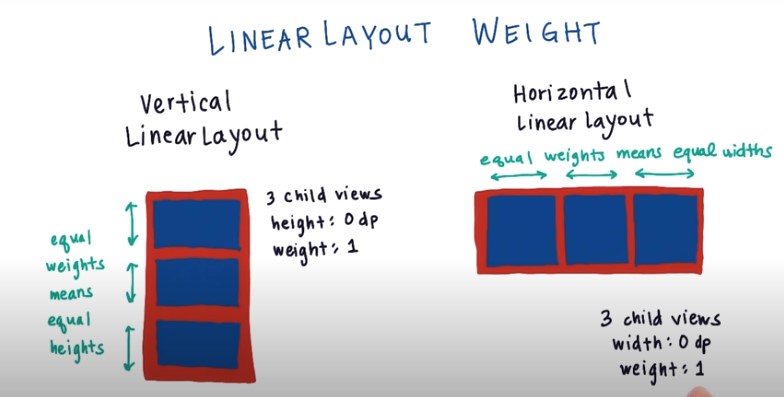 LINEAR LAYOUT WEIGHT
Vertical
Linear Layout
equal
weights
means
equal
heights
3 child views
height: 0 dp
weight: 1
Horizontal
Linear layout
equal weights means equal widths
3 child views
width: 0 dp
weight: 1